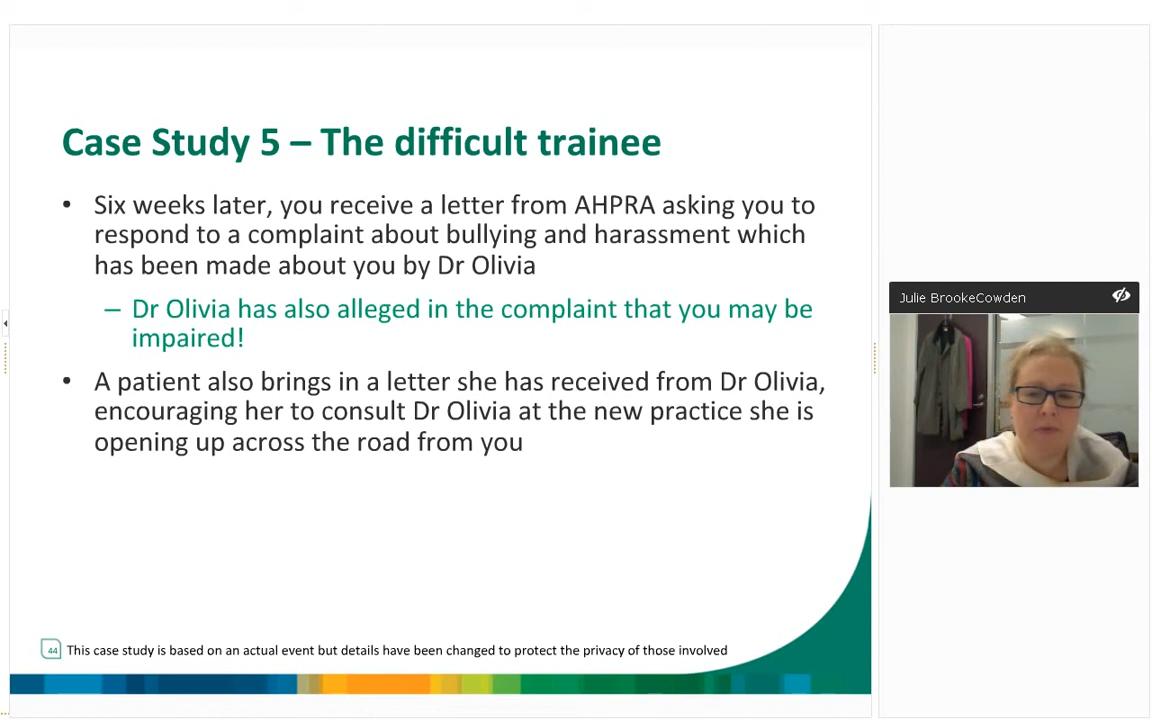 Case Study 5 – The difficult trainee
• Six weeks later, you receive a letter from AHPRA asking you to
respond to a complaint about bullying and harassment which
has been made about you by Dr Olivia
– Dr Olivia has also alleged in the complaint that you may be
impaired!
• A patient also brings in a letter she has received from Dr Olivia,
encouraging her to consult Dr Olivia at the new practice she is
opening up across the road from you
44 This case study is based on an actual event but details have been changed to protect the privacy of those involved
Julie BrookeCowden